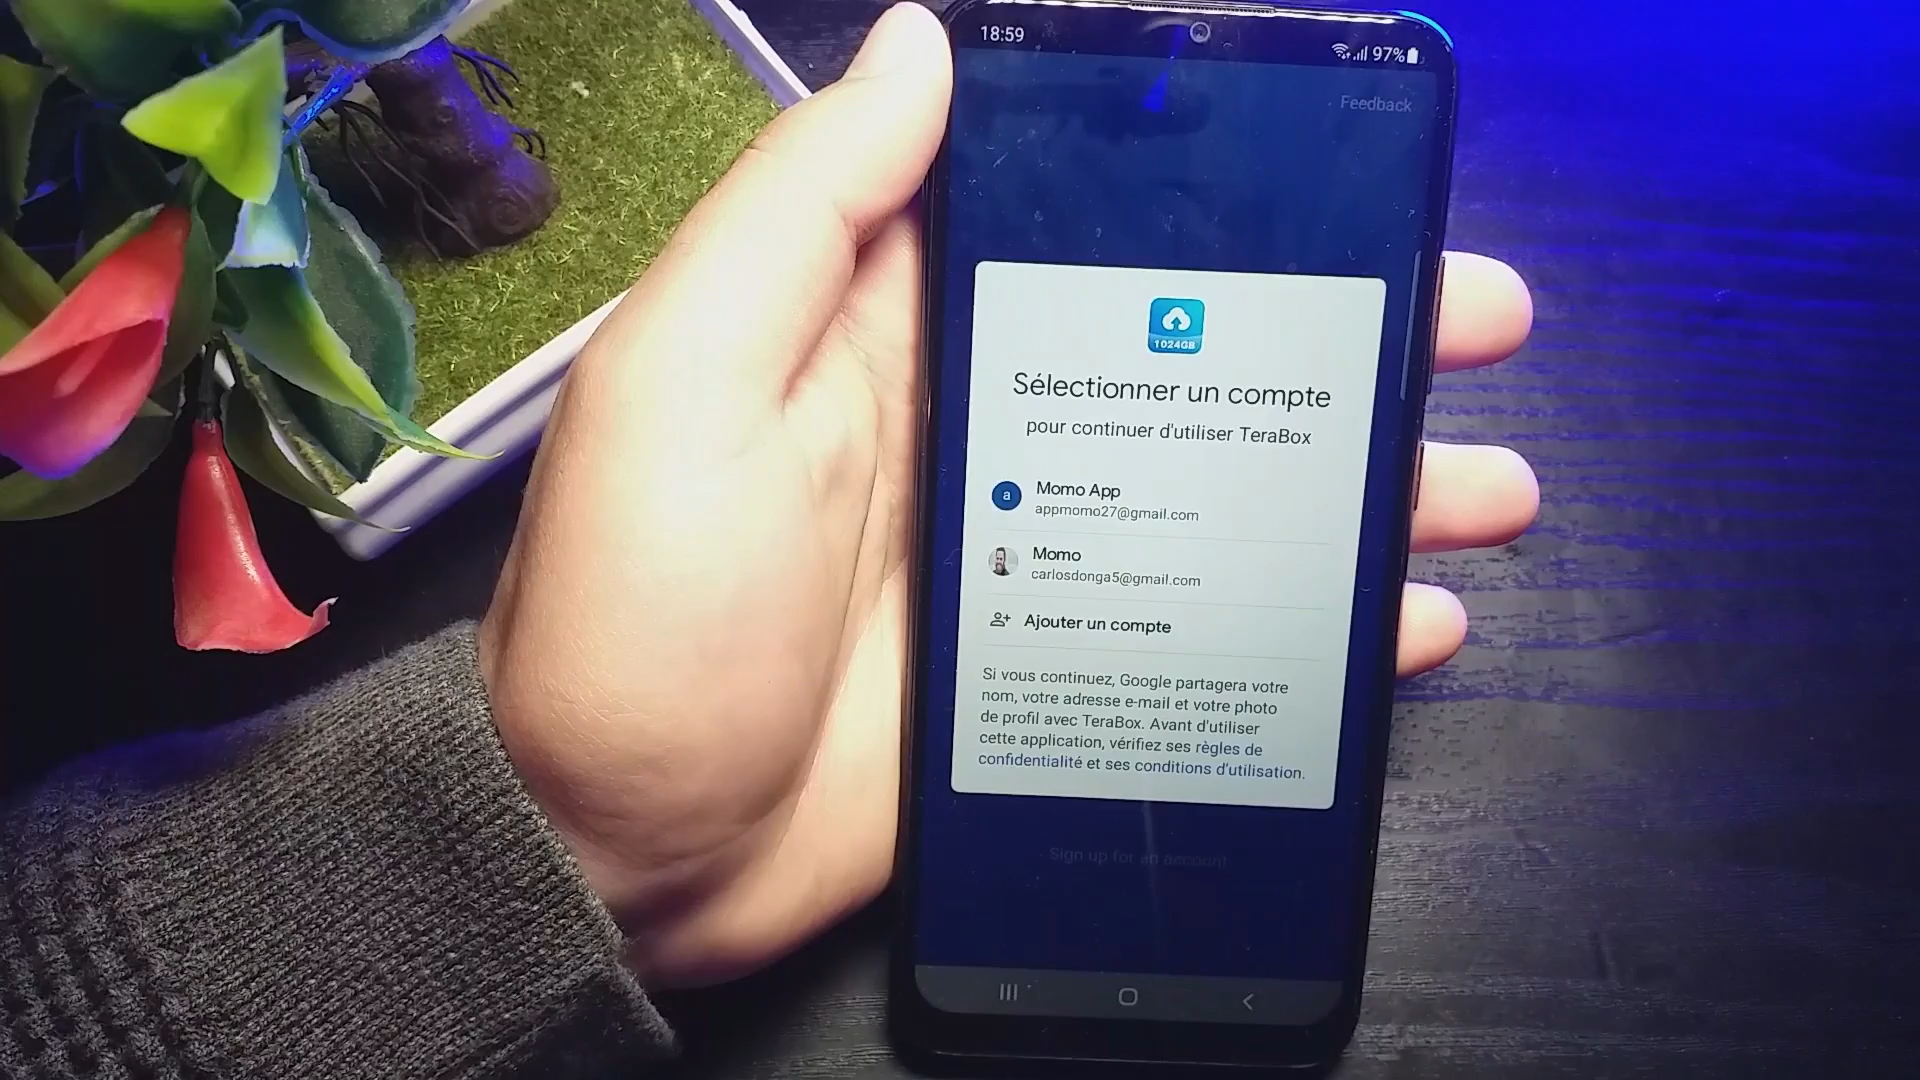 18:59
97%
Feedback
1024GB
Sélectionner un compte
pour continuer d'utiliser TeraBox
a
Momo App
appmomo27@gmail.com
Momo
carlosdonga5@gmail.com
Ajouter un compte
Si vous continuez, Google partagera votre
nom, votre adresse e-mail et votre photo
de profil avec TeraBox. Avant d'utiliser
cette application, vérifiez ses règles de
confidentialité et ses conditions d'utilisation.
Sign up for an account